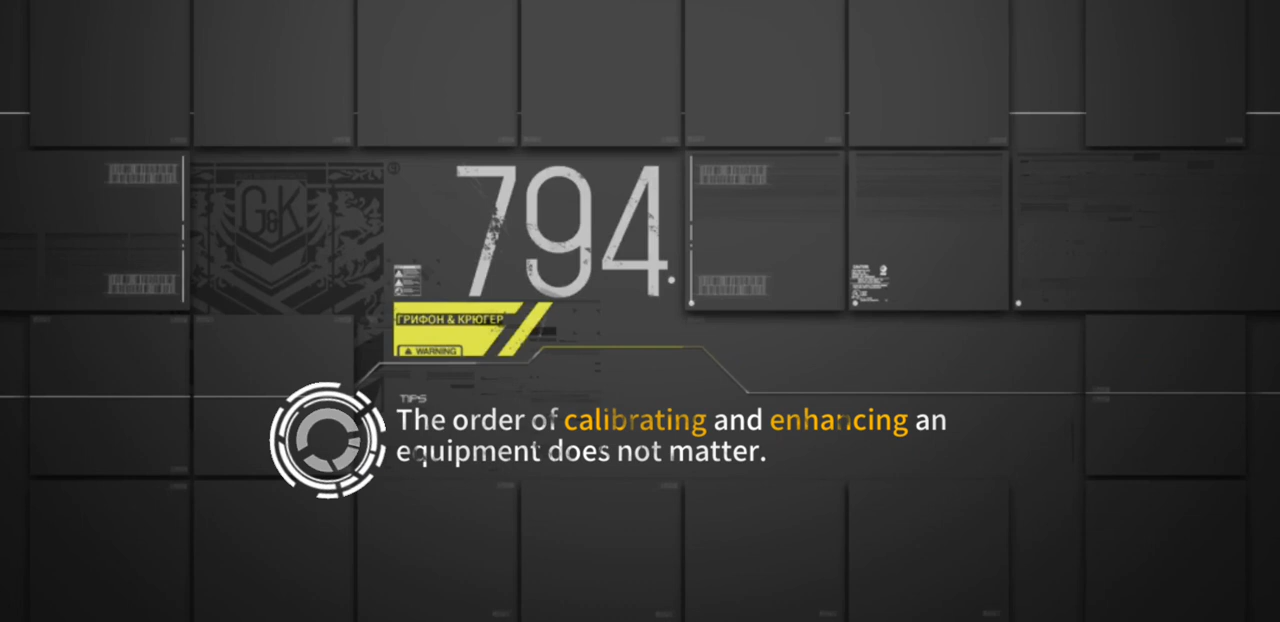 G&K
794.
ГРИФОН & КРЮГЕР
WARNING
TIPS
The order of calibrating and enhancing an
equipment does not matter.